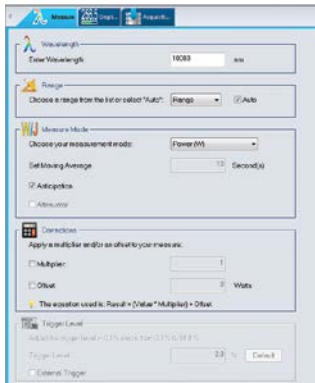 Measure Displ... Acquisiti...
Wavelength
Enter Wavelength: nm
Range
Choose a range from the list or select "Auto": Range Auto
Measure Mode
Choose your measurement mode: Power (W)
Set Moving Average Second(s)
Anticipation
Attenuator
Corrections
Apply a multiplier and/or an offset to your measure:
Multiplier: 1
Offset Watts
The equation used is: Result = (Value * Multiplier) + Offset
Trigger Level
Trigger Level % Default
External Trigger